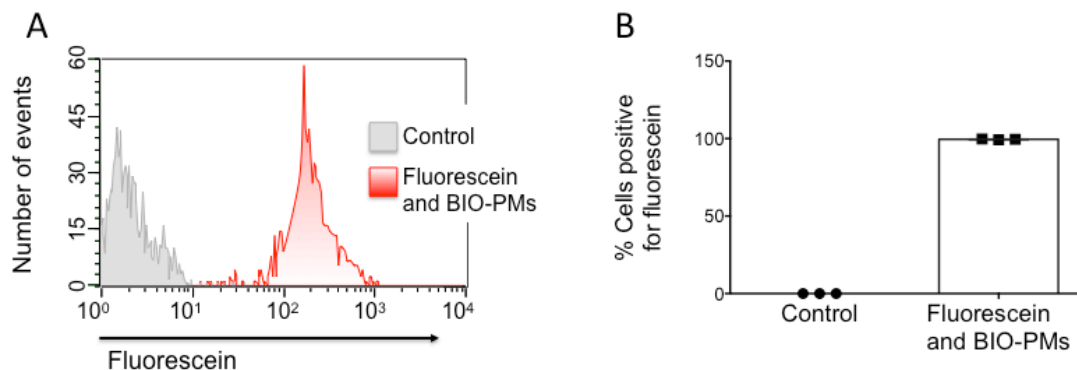 A
60
45
30
15
0
Number of events
Control
Fluorescein
and BIO-PMs
10⁰
10¹
10²
10³
10⁴
Fluorescein
B
150
100
50
0
% Cells positive
for fluorescein
Control
Fluorescein
and BIO-PMs